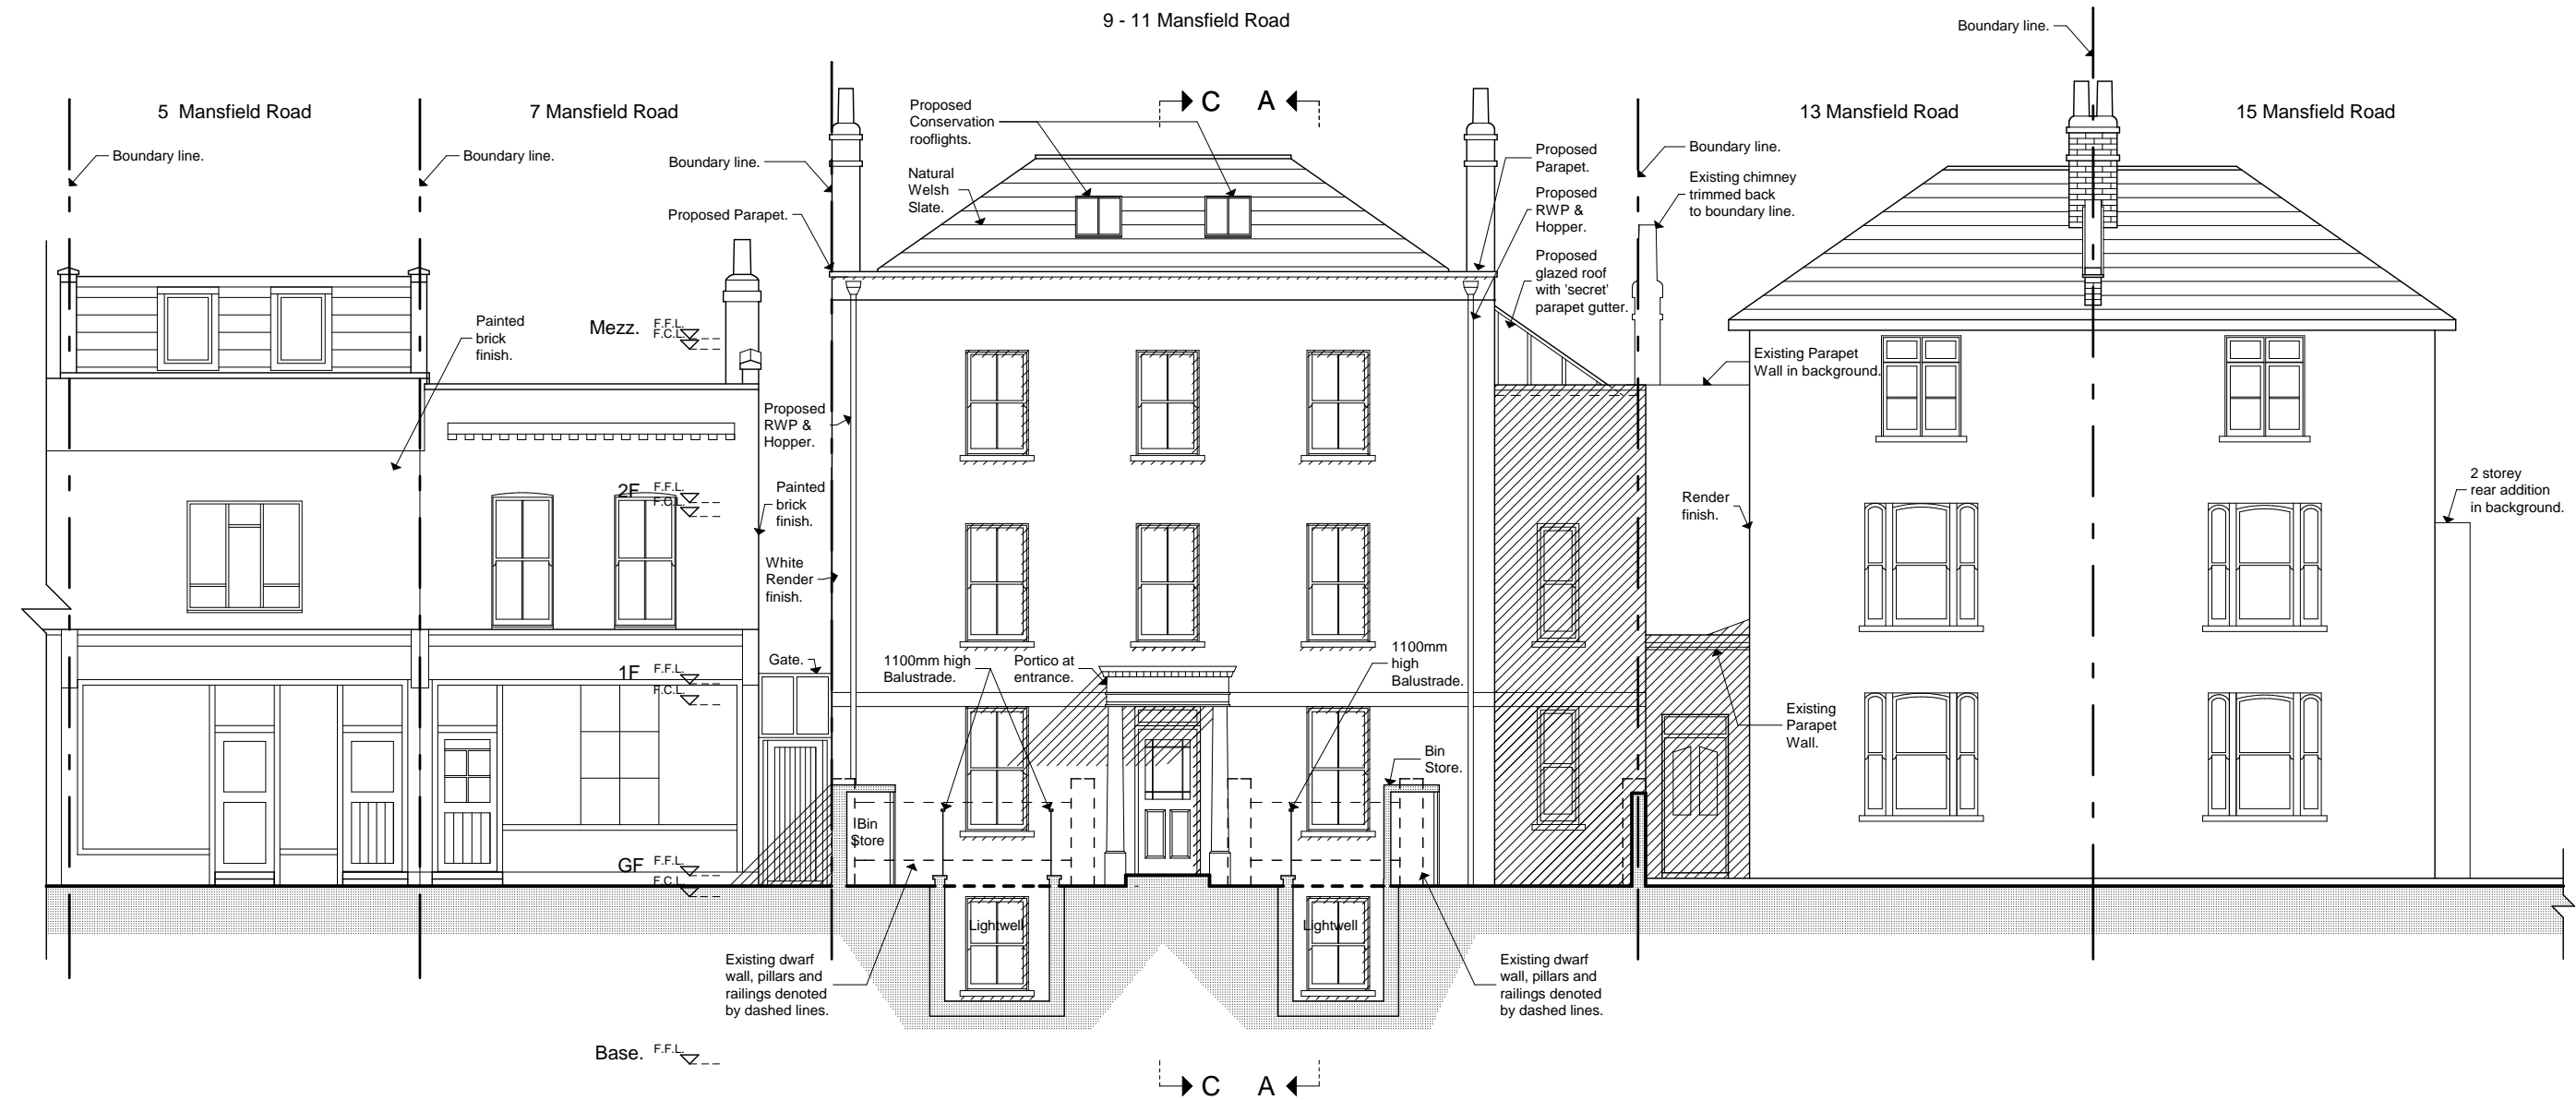 9 - 11 Mansfield Road
Boundary line.
5 Mansfield Road
7 Mansfield Road
13 Mansfield Road
15 Mansfield Road
Boundary line.
Boundary line.
Boundary line.
Proposed Parapet.
Proposed
Conservation
rooflights.
Natural
Welsh
Slate.
C A
Proposed
Parapet.
Proposed
RWP &
Hopper.
Proposed
glazed roof
with 'secret'
parapet gutter.
Boundary line.
Existing chimney
trimmed back
to boundary line.
Painted
brick
finish.
Mezz.
F.F.L.
F.C.L.
Existing Parapet
Wall in background.
Proposed
RWP &
Hopper.
2F
F.F.L.
F.C.L.
Painted
brick
finish.
Render
finish.
2 storey
rear addition
in background.
White
Render
finish.
1F
F.F.L.
F.C.L.
Gate.
1100mm high
Balustrade.
Portico at
entrance.
1100mm
high
Balustrade.
Existing
Parapet
Wall.
Bin
Store.
Bin
Store
GF
F.F.L.
F.C.L.
Lightwell
Lightwell
Existing dwarf
wall, pillars and
railings denoted
by dashed lines.
Existing dwarf
wall, pillars and
railings denoted
by dashed lines.
Base.
F.F.L.
C A